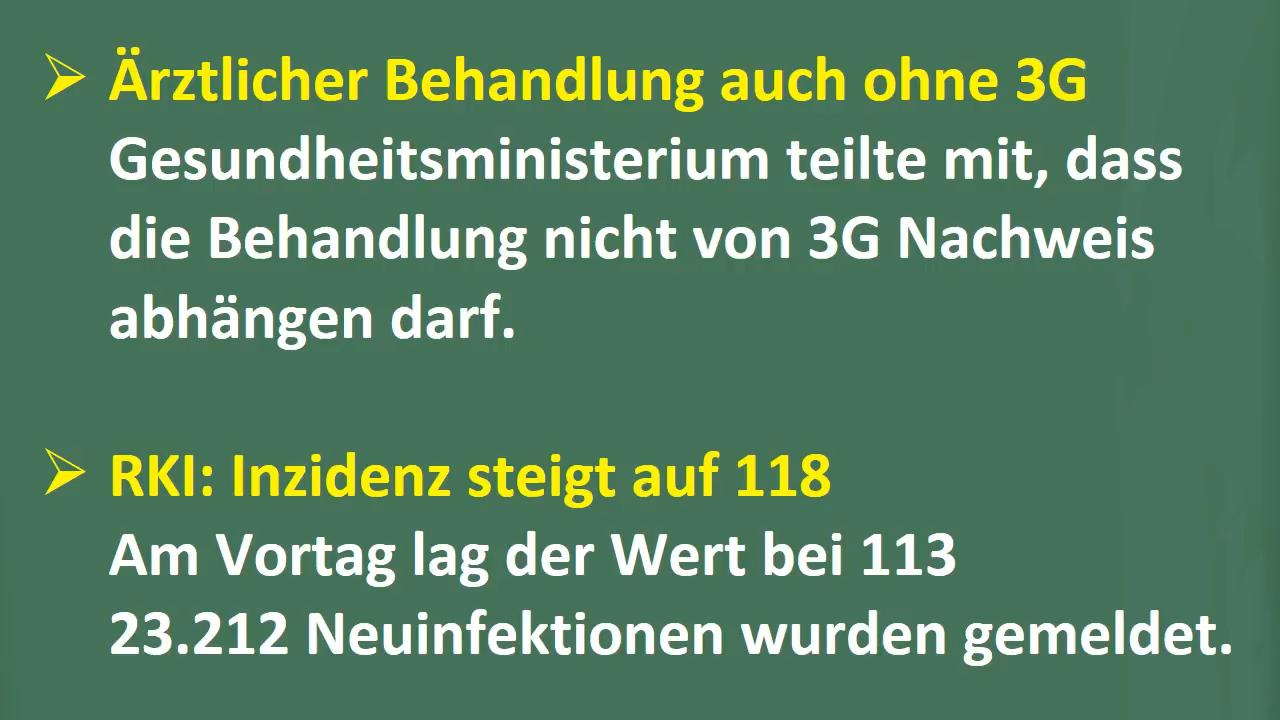 Ärztlicher Behandlung auch ohne 3G
Gesundheitsministerium teilte mit, dass
die Behandlung nicht von 3G Nachweis
abhängen darf.
RKI: Inzidenz steigt auf 118
Am Vortag lag der Wert bei 113
23.212 Neuinfektionen wurden gemeldet.